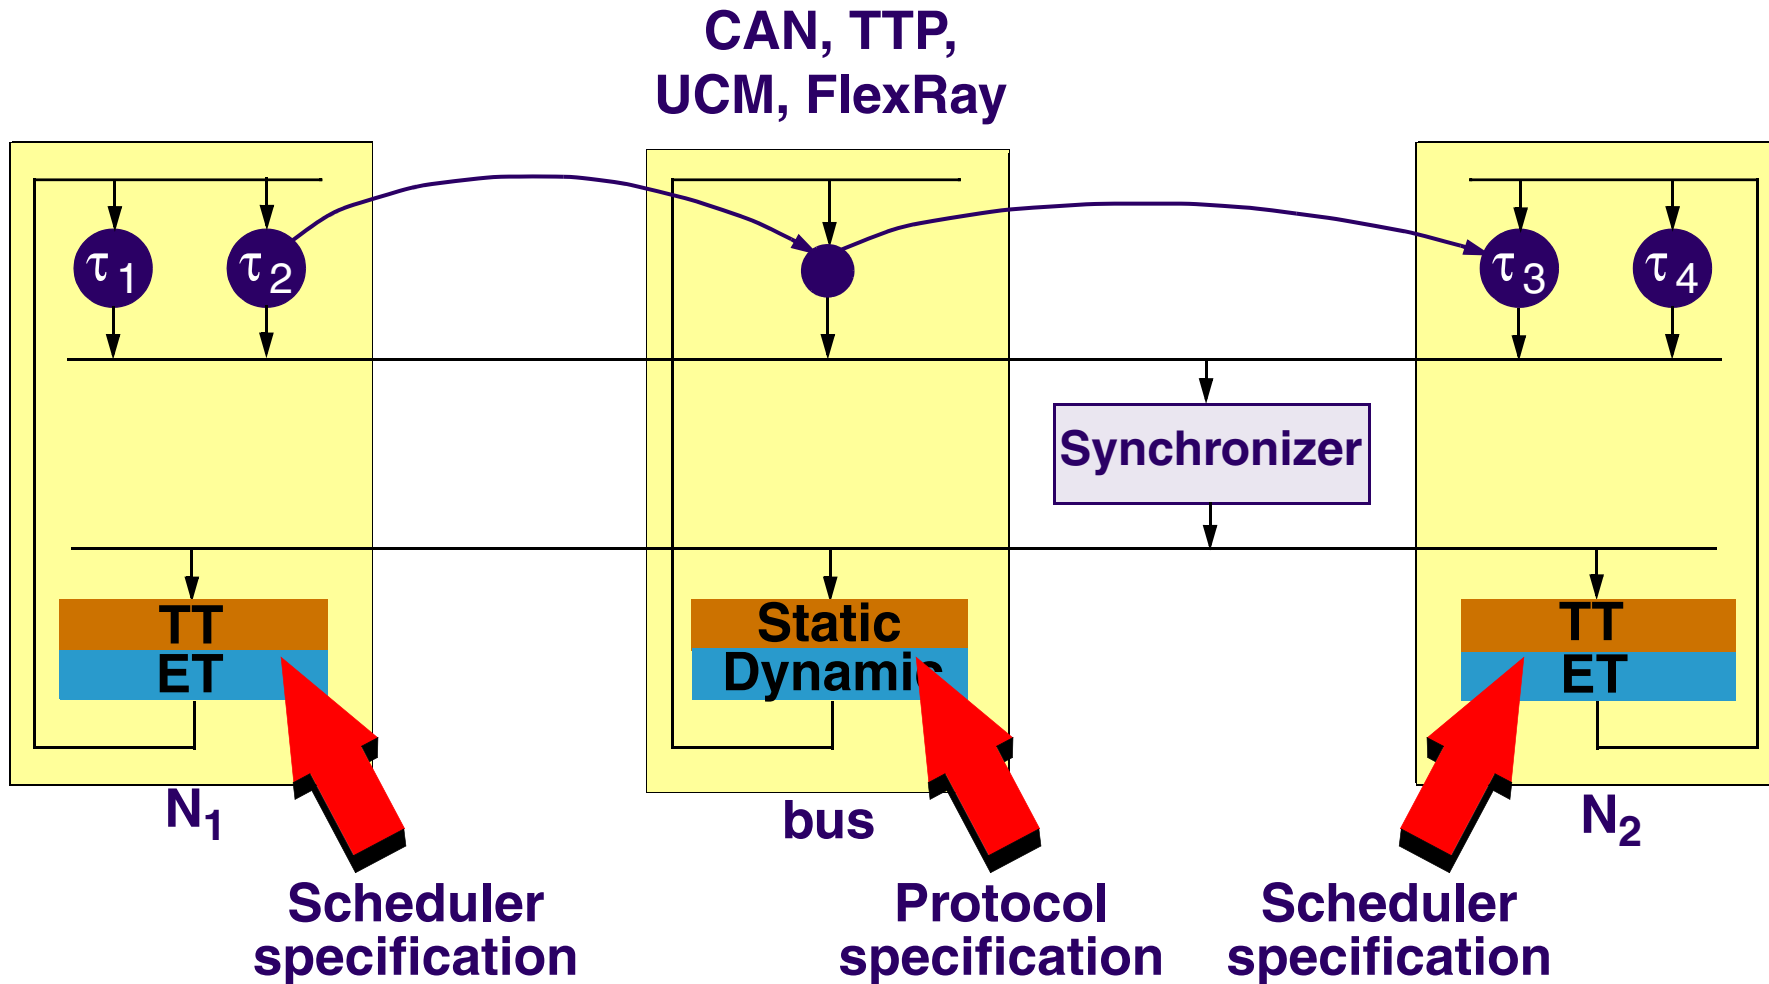 CAN, TTP,
UCM, FlexRay
τ1
τ2
τ3
τ4
Synchronizer
TT
ET
Static
Dynamic
TT
ET
N1
bus
N2
Scheduler
specification
Protocol
specification
Scheduler
specification